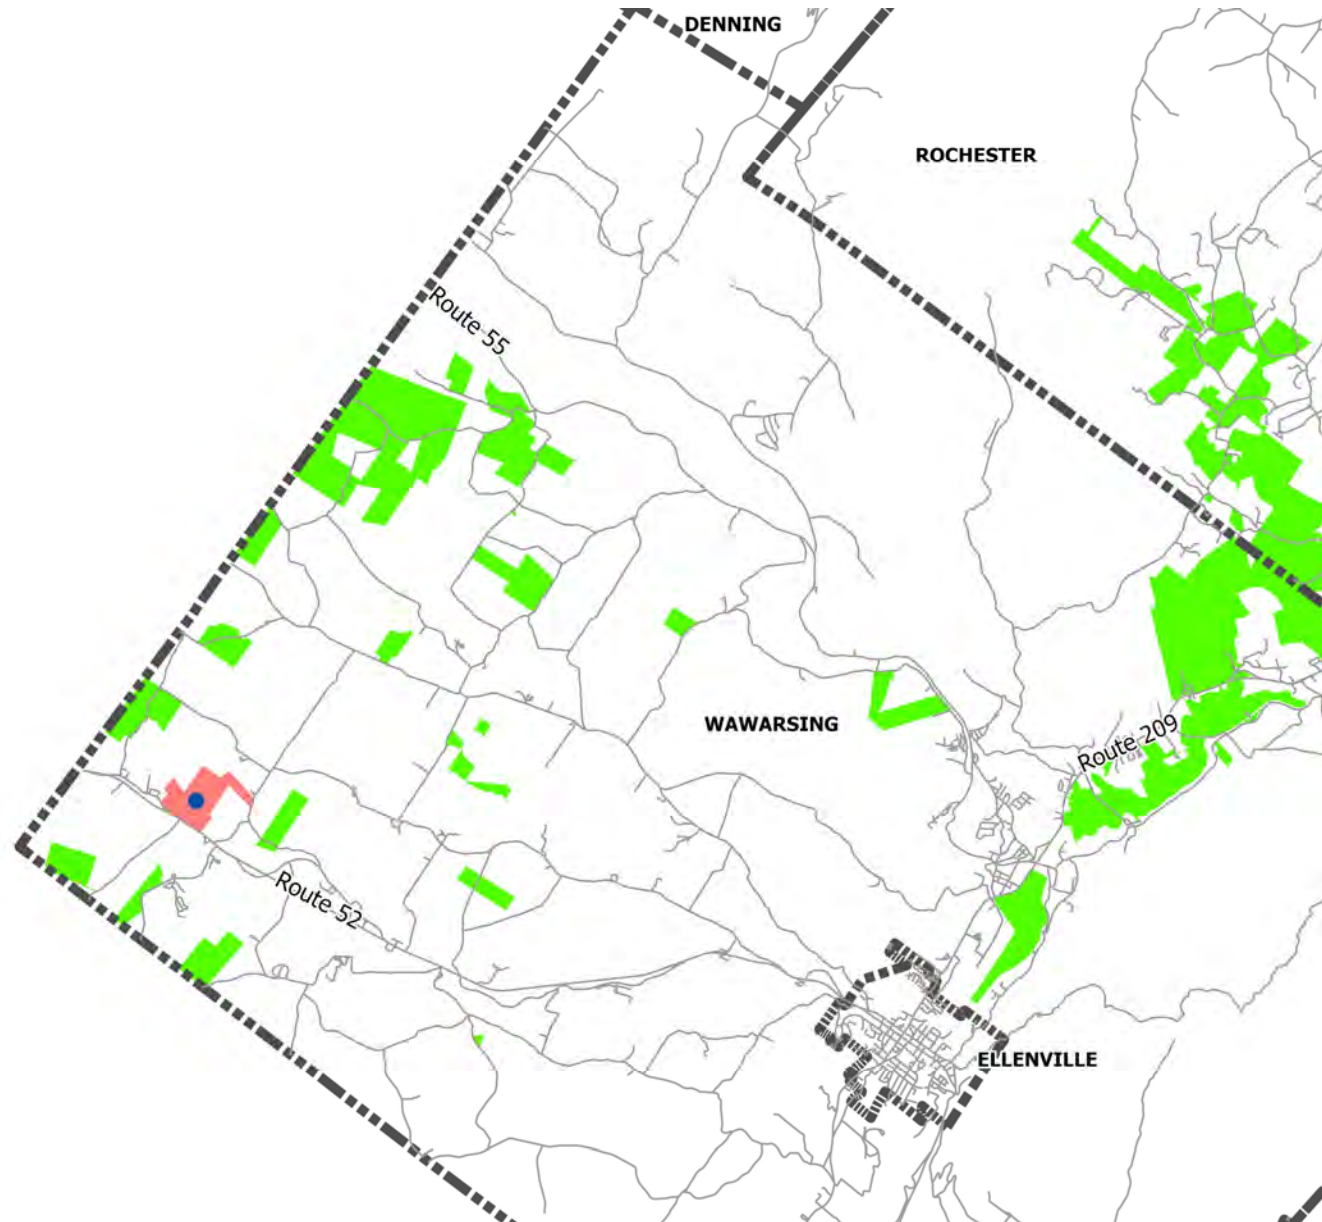 DENNING
ROCHESTER
Route 55
WAWARSING
Route 209
Route 52
ELLENVILLE